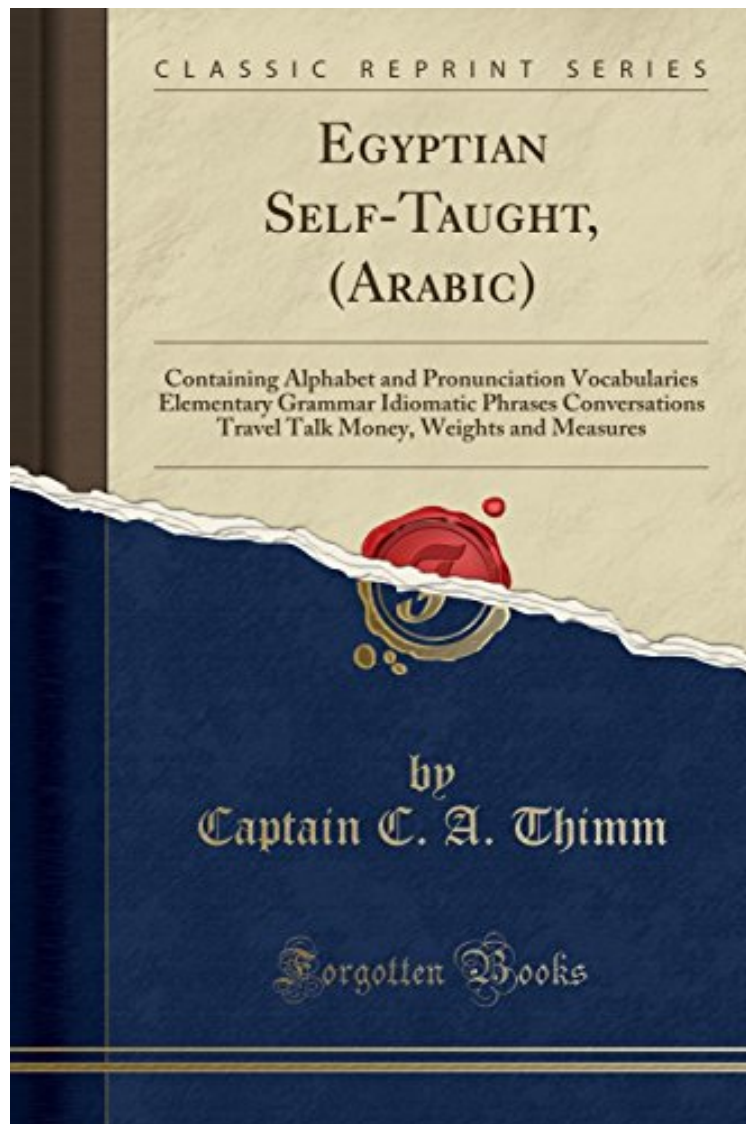 CLASSIC REPRINT SERIES
EGYPTIAN
SELF-TAUGHT,
(ARABIC)
Containing Alphabet and Pronunciation Vocabularies
Elementary Grammar Idiomatic Phrases Conversations
Travel Talk Money, Weights and Measures
F
by
Captain C. A. Thimm
Forgotten Books